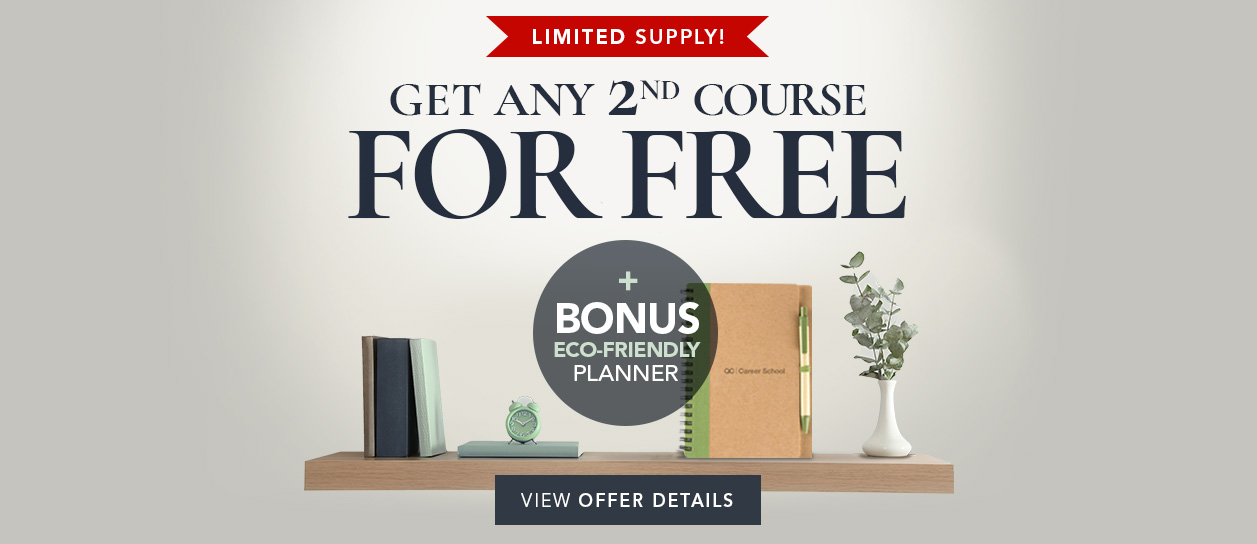 LIMITED SUPPLY!
GET ANY 2ND COURSE
FOR FREE
+
BONUS
ECO-FRIENDLY
PLANNER
QC | Career School
VIEW OFFER DETAILS